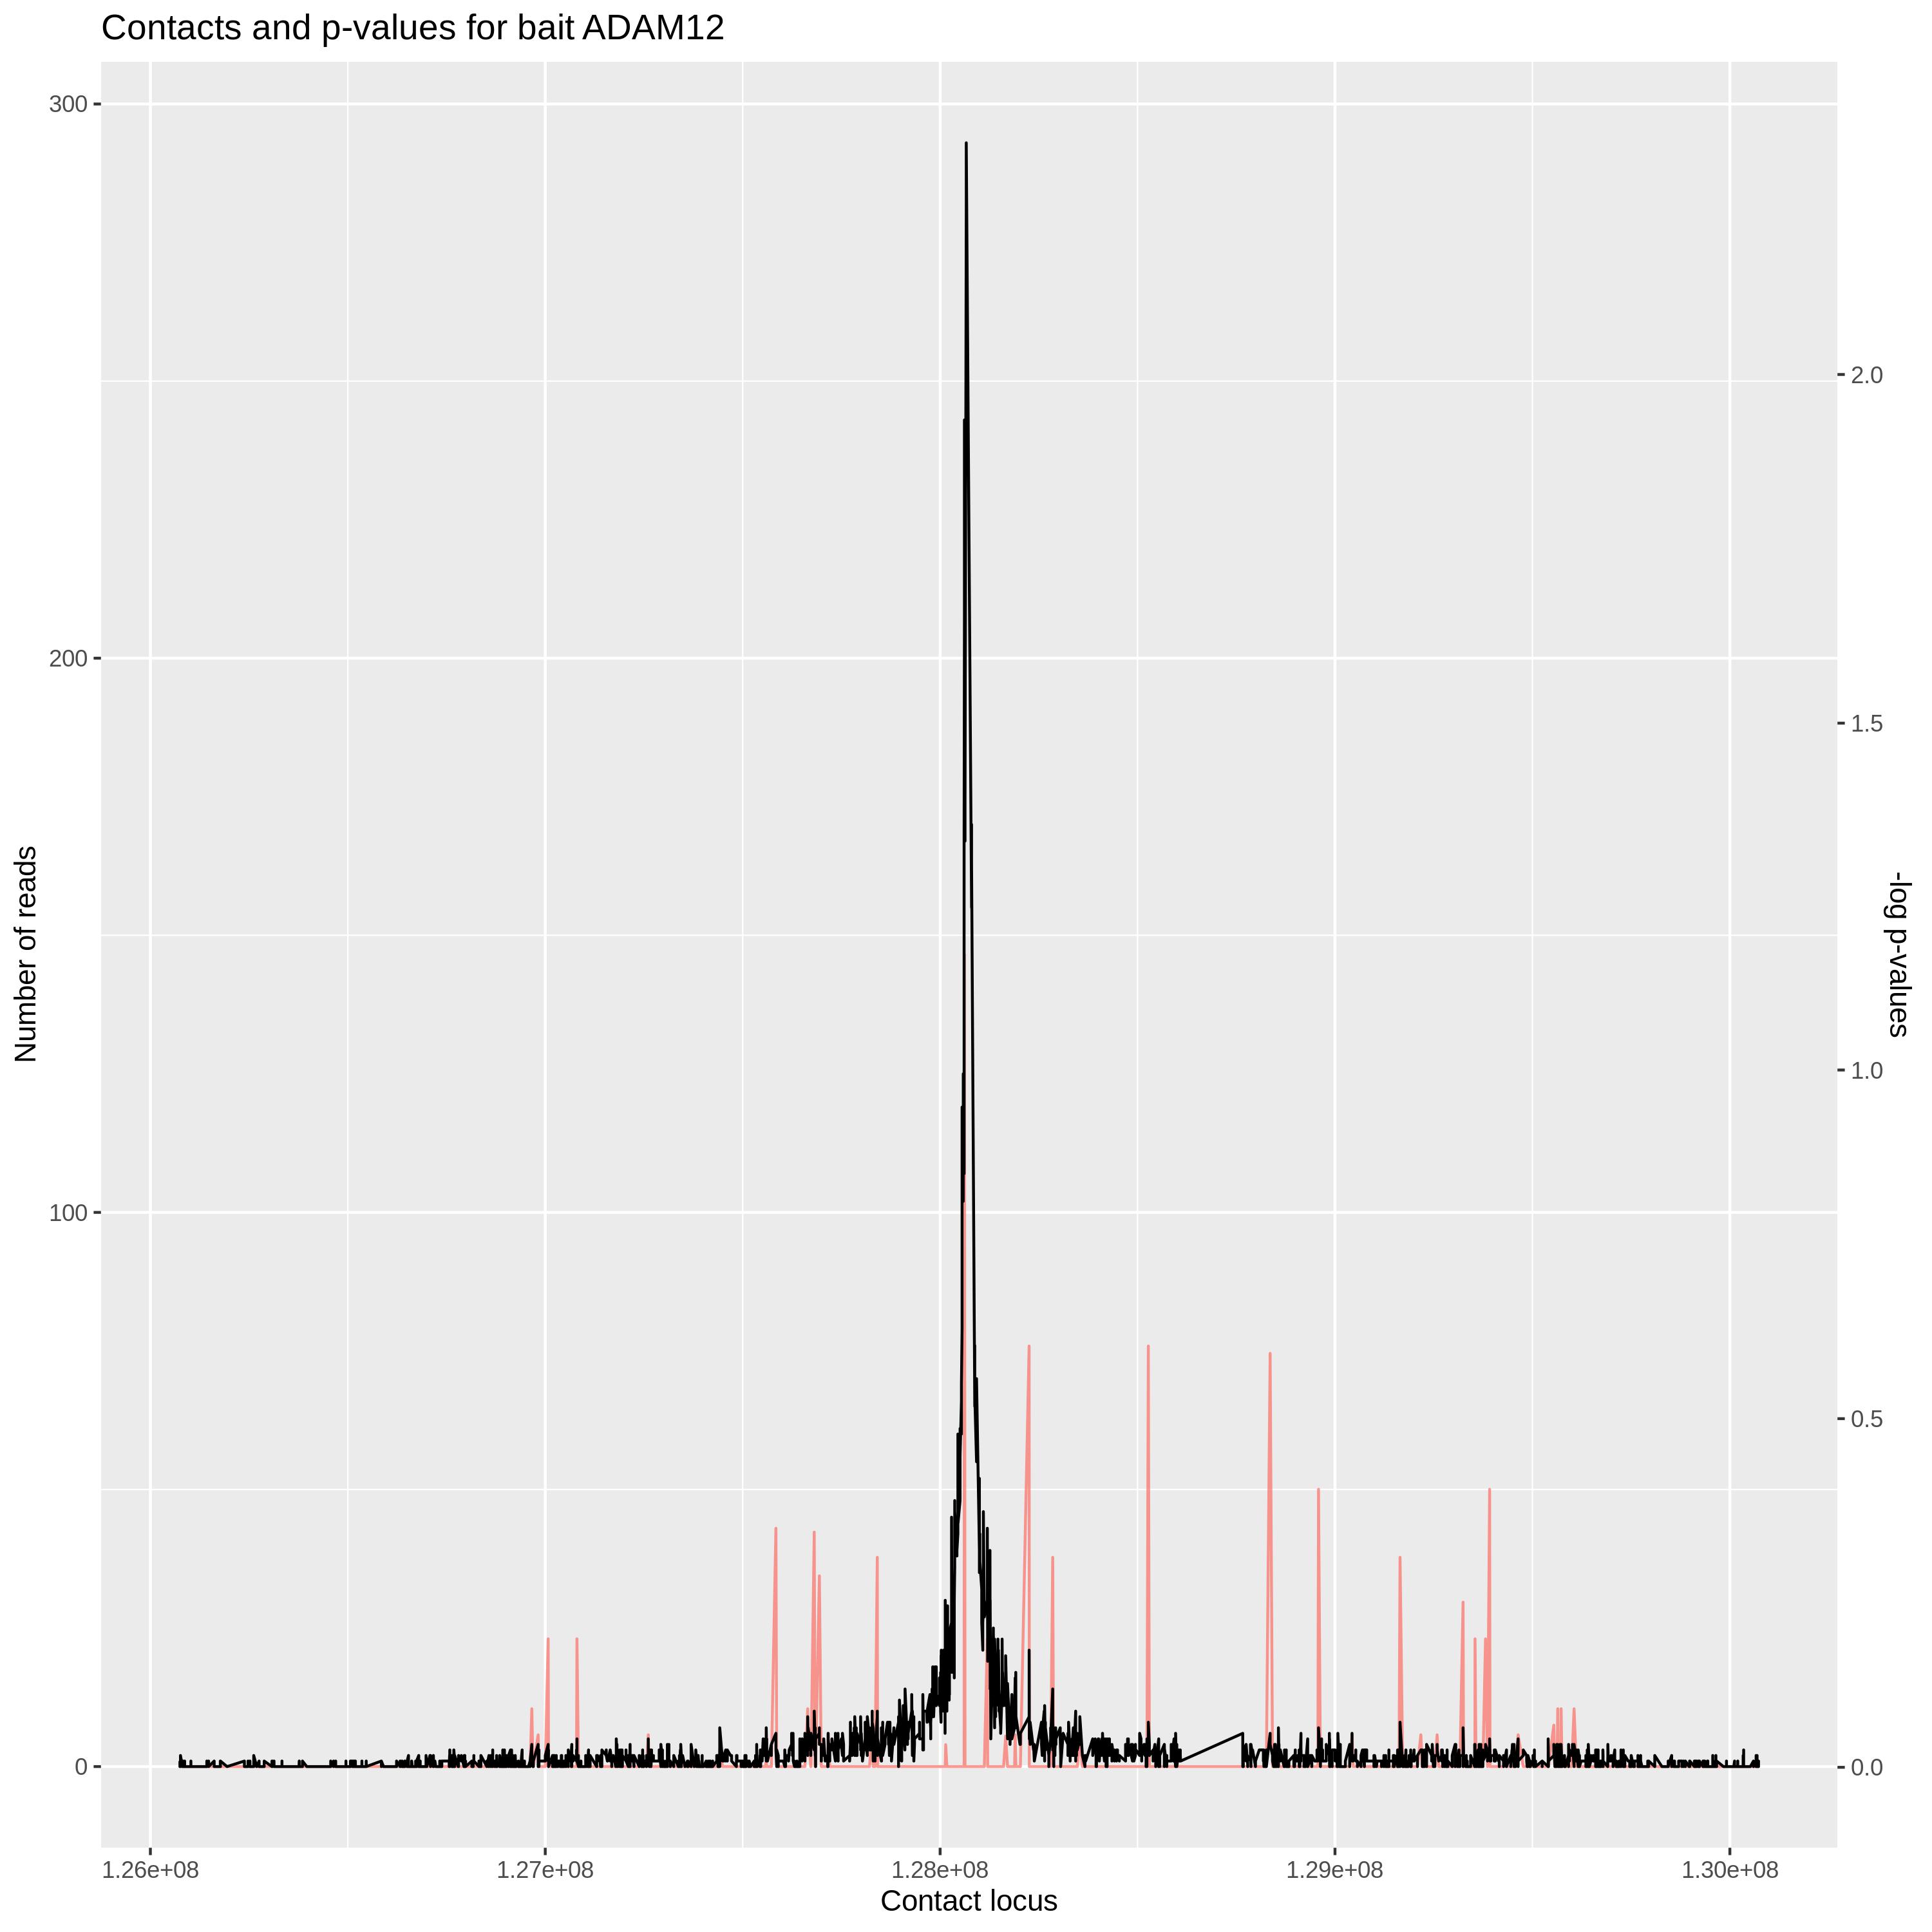 Contacts and p-values for bait ADAM12
300
200
100
0
Number of reads
2.0
1.5
1.0
0.5
0.0
-log p-values
1.26e+08 1.27e+08 1.28e+08 1.29e+08 1.30e+08
Contact locus